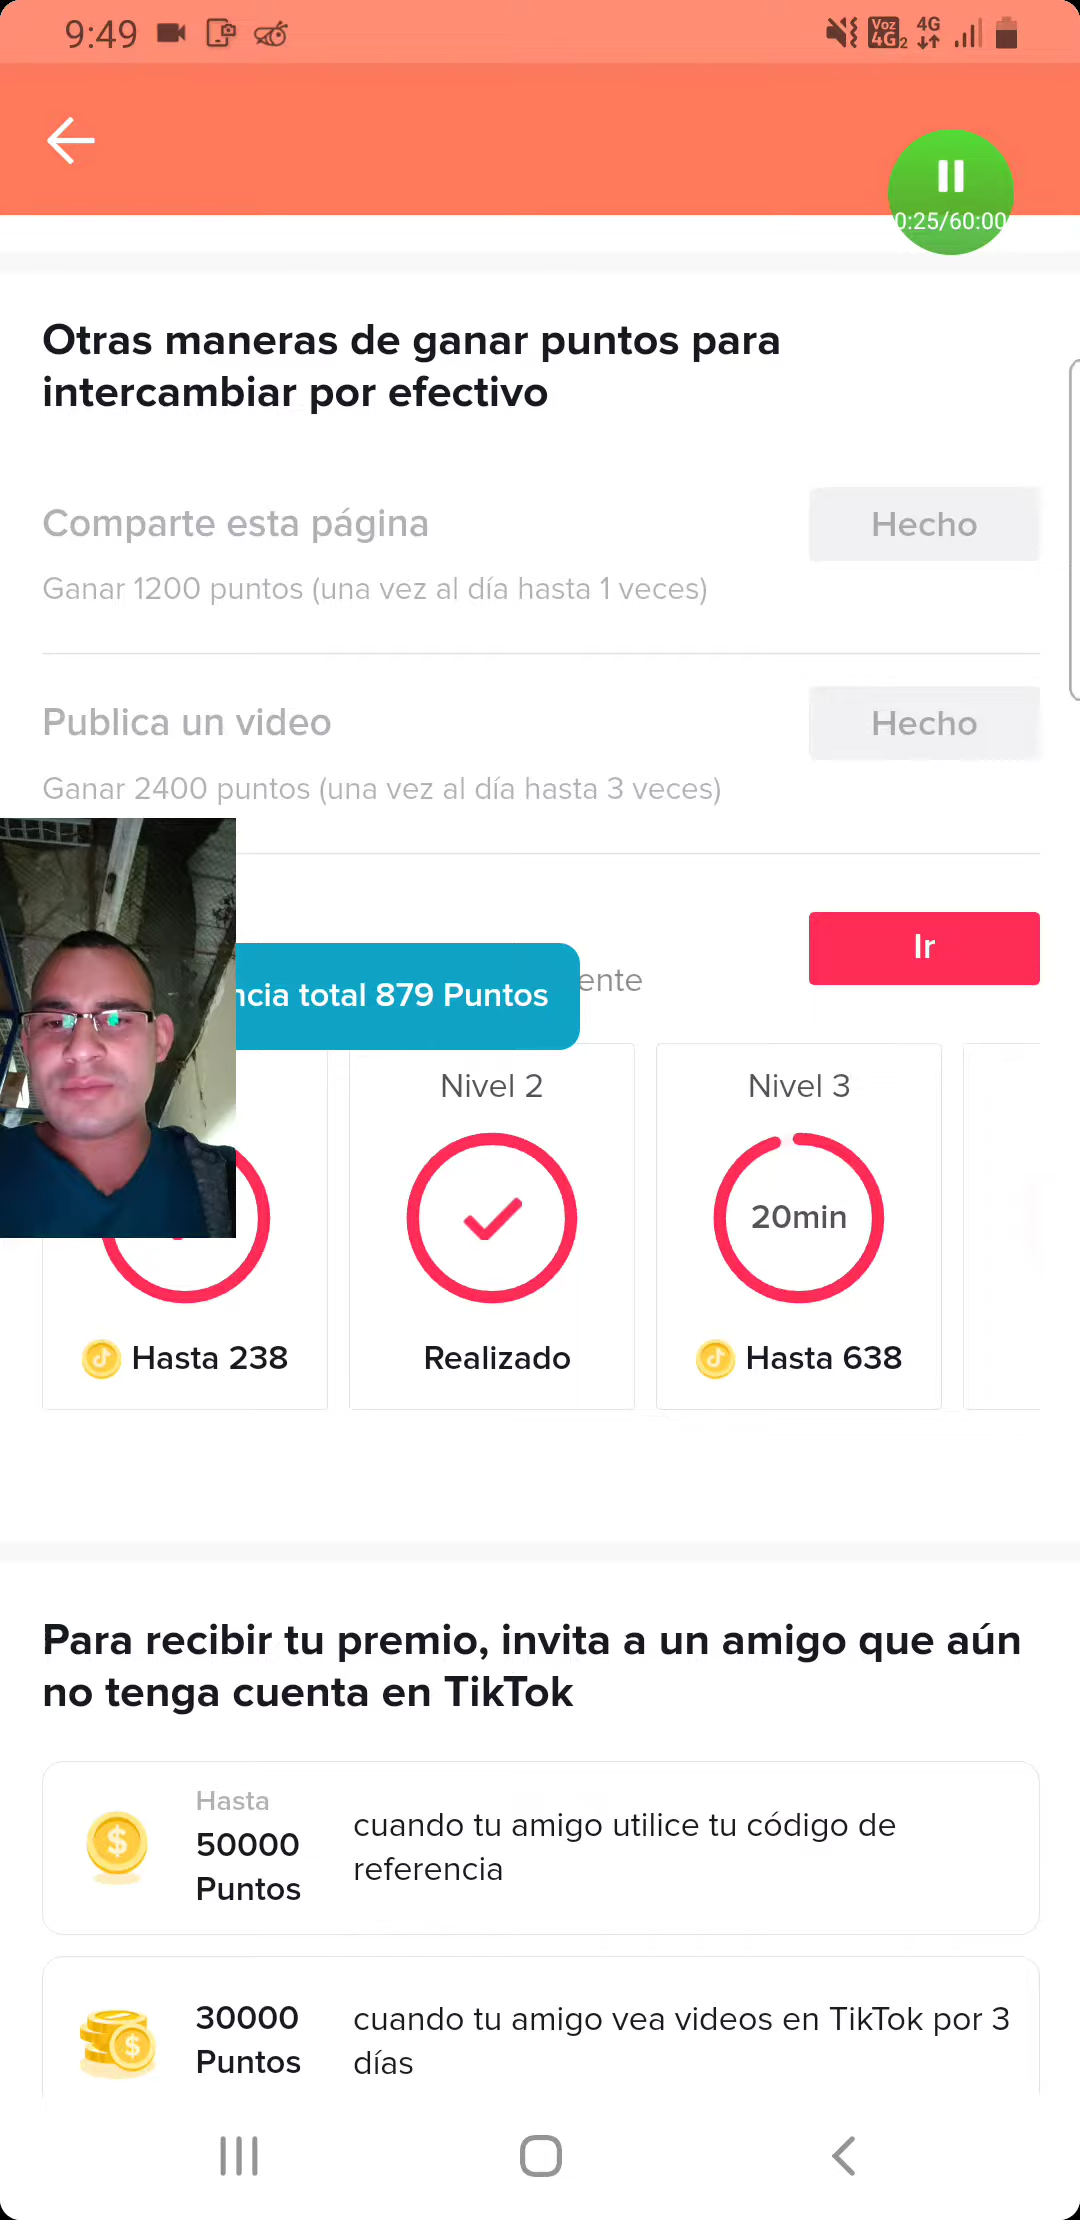 9:49
Voz 4G 2 4G
0:25/60:00
Otras maneras de ganar puntos para
intercambiar por efectivo
Comparte esta página
Hecho
Ganar 1200 puntos (una vez al día hasta 1 veces)
Publica un video
Hecho
Ganar 2400 puntos (una vez al día hasta 3 veces)
Ir
total 879 Puntos
Nivel 2
Nivel 3
20min
Hasta 238
Realizado
Hasta 638
Para recibir tu premio, invita a un amigo que aún
no tenga cuenta en TikTok
Hasta
50000
Puntos
cuando tu amigo utilice tu código de
referencia
30000
Puntos
cuando tu amigo vea videos en TikTok por 3
días